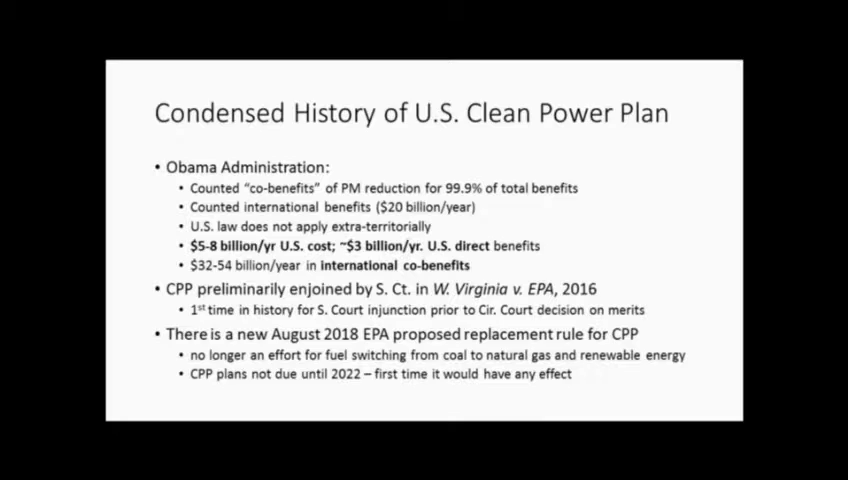 Condensed History of U.S. Clean Power Plan
• Obama Administration:
• Counted “co-benefits” of PM reduction for 99.9% of total benefits
• Counted international benefits ($20 billion/year)
• U.S. law does not apply extra-territorially
• $5-8 billion/yr U.S. cost; ~$3 billion/yr. U.S. direct benefits
• $32-54 billion/year in international co-benefits
• CPP preliminarily enjoined by S. Ct. in W. Virginia v. EPA, 2016
• 1st time in history for S. Court injunction prior to Cir. Court decision on merits
• There is a new August 2018 EPA proposed replacement rule for CPP
• no longer an effort for fuel switching from coal to natural gas and renewable energy
• CPP plans not due until 2022 – first time it would have any effect